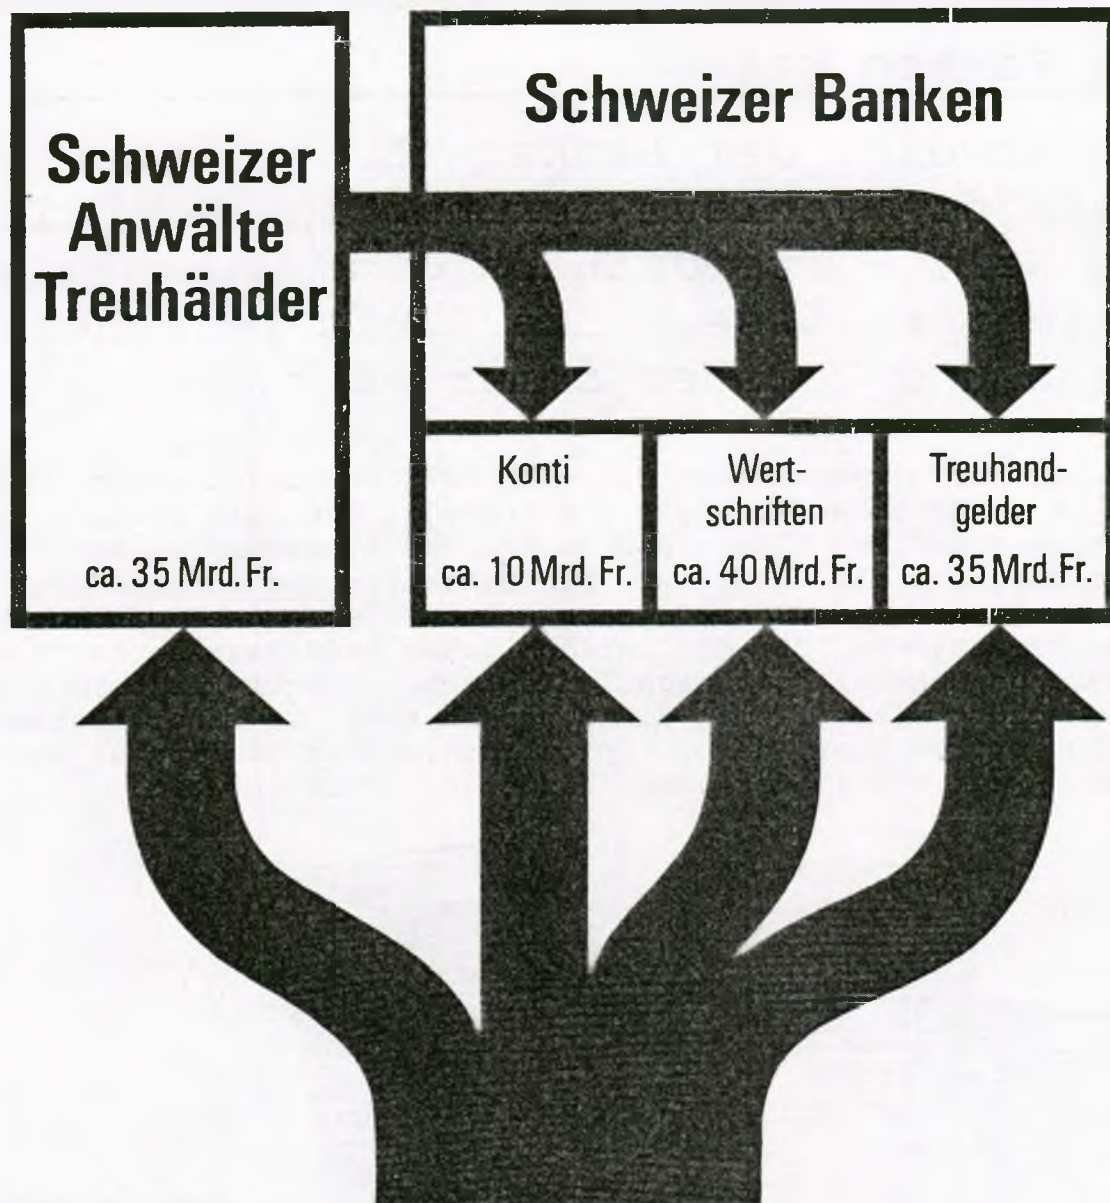 Schweizer
Anwälte
Treuhänder
ca. 35 Mrd. Fr.
Schweizer Banken
Konti
ca. 10 Mrd. Fr.
Wert-
schriften
ca. 40 Mrd. Fr.
Treuhand-
gelder
ca. 35 Mrd. Fr.